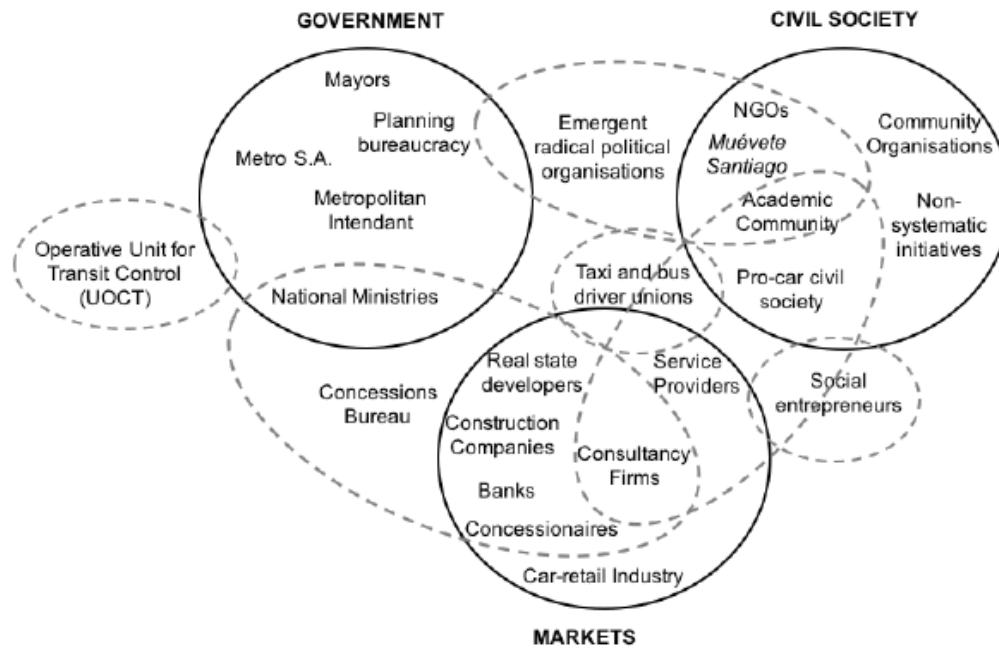 GOVERNMENT
CIVIL SOCIETY
Mayors
Planning
bureaucracy
Metro S.A.
Metropolitan
Intendant
National Ministries
Operative Unit for
Transit Control
(UOCT)
Emergent
radical political
organisations
NGOs
Muévete
Santiago
Academic
Community
Community
Organisations
Non-
systematic
initiatives
Pro-car civil
society
Taxi and bus
driver unions
Concessions
Bureau
Real state
developers
Service
Providers
Social
entrepreneurs
Construction
Companies
Consultancy
Firms
Banks
Concessionaires
Car-retail Industry
MARKETS